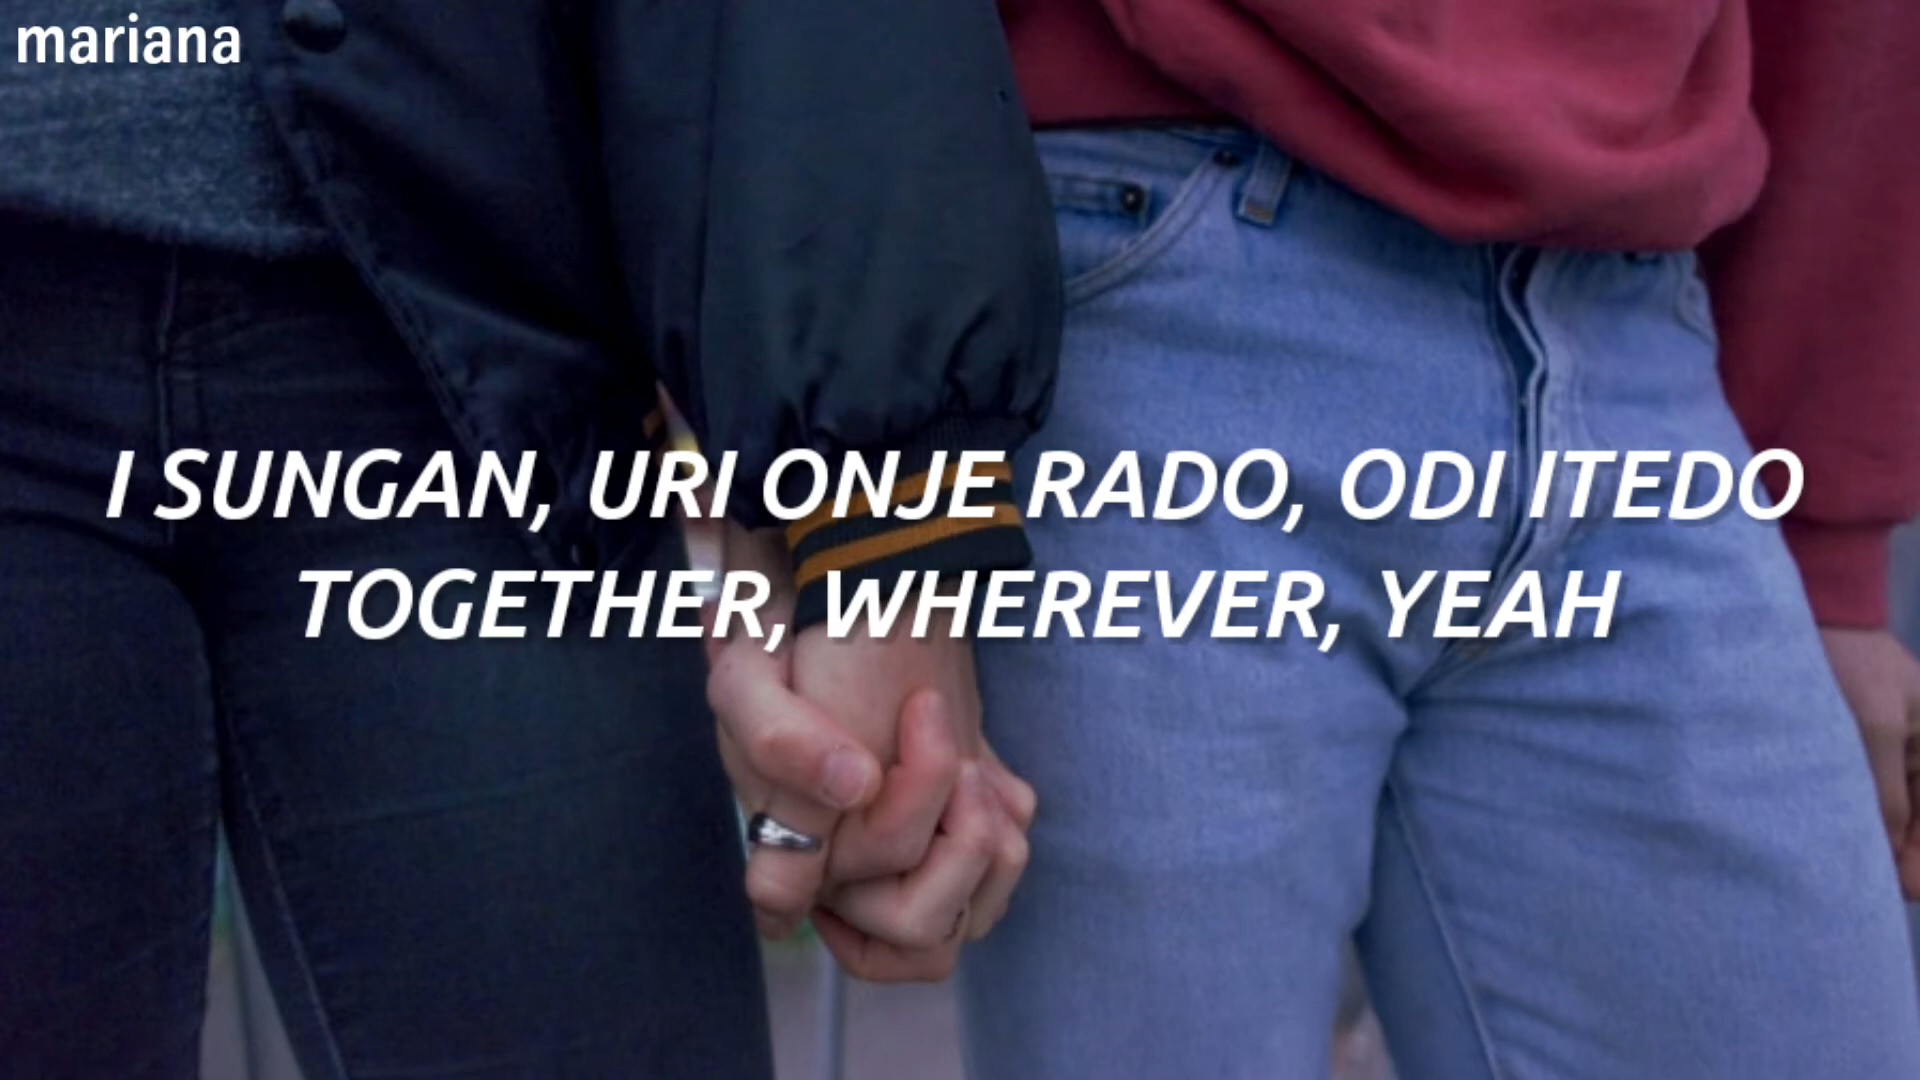 mariana
I SUNGAN, URI ONJE RADO, ODI ITEDO
TOGETHER, WHEREVER, YEAH